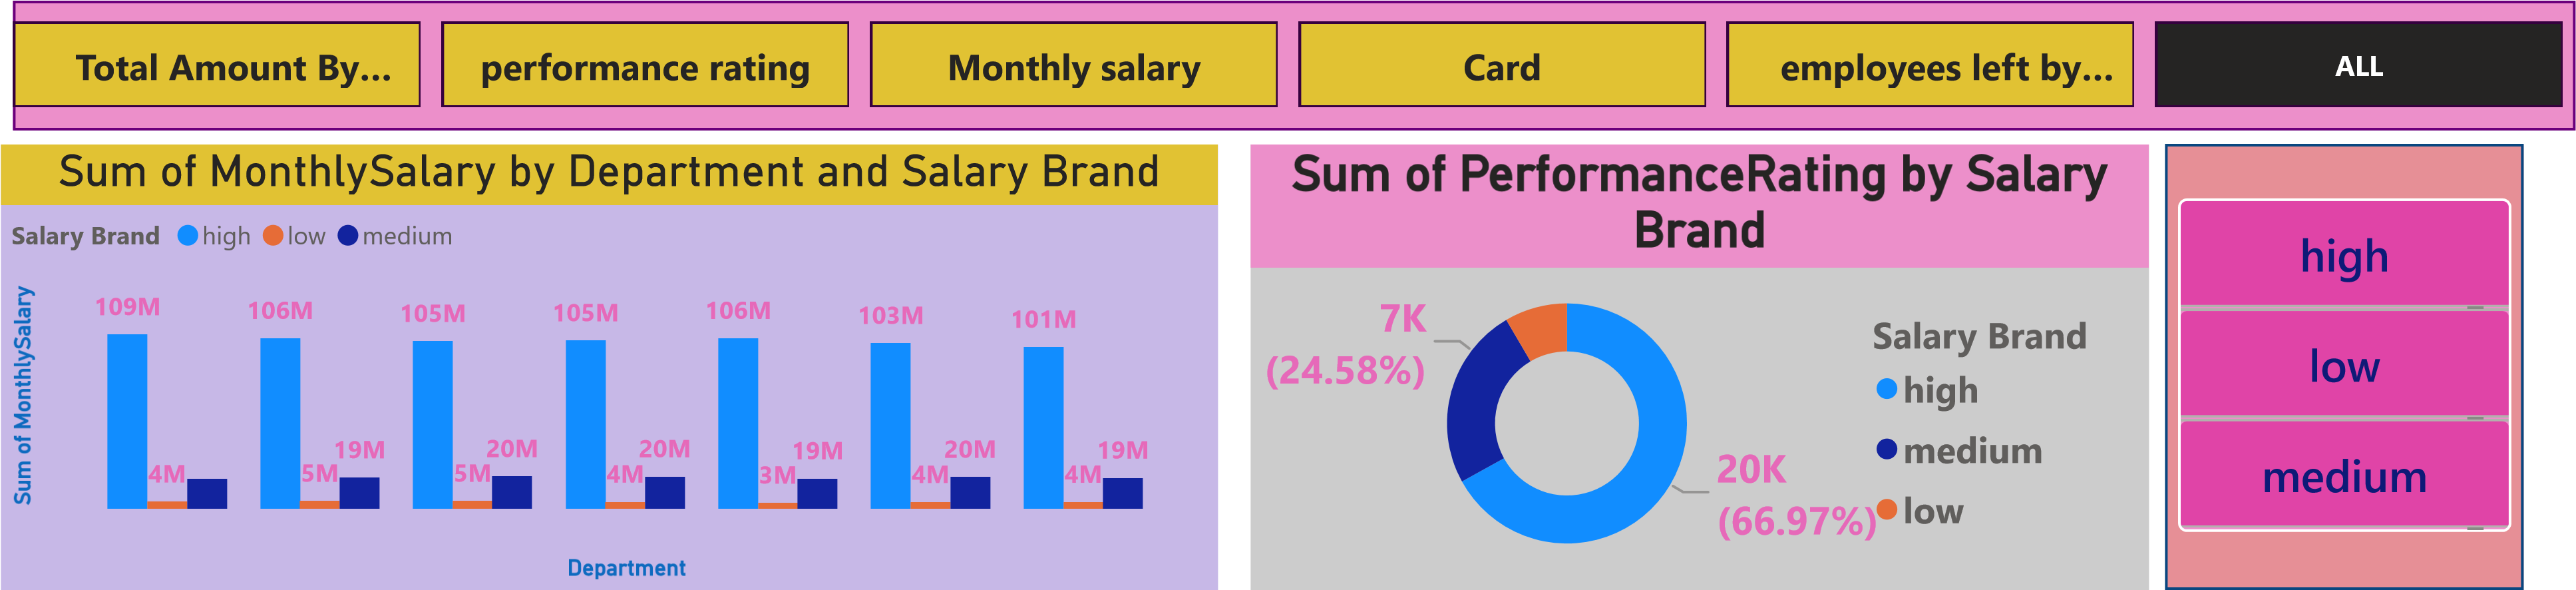 Total Amount By...
performance rating
Monthly salary
Card
employees left by...
ALL
Sum of MonthlySalary by Department and Salary Brand
Salary Brand high low medium
Sum of MonthlySalary
109M 106M 105M 105M 106M 103M 101M
4M 5M 19M 5M 20M 4M 20M 3M 19M 4M 20M 4M 19M
Department
Sum of PerformanceRating by Salary
Brand
7K
(24.58%)
20K
(66.97%)
Salary Brand
high
medium
low
high
low
medium